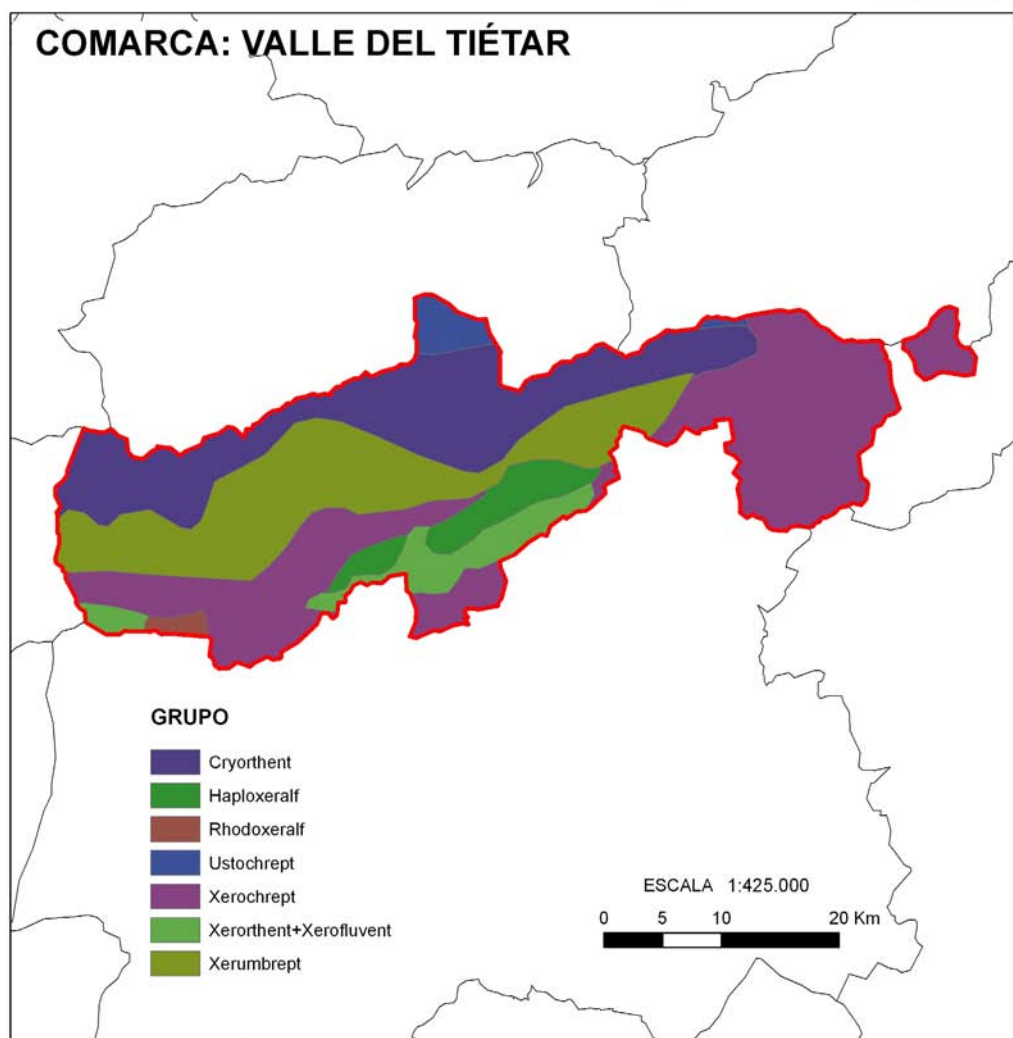 COMARCA: VALLE DEL TIÉTAR
GRUPO
Cryorthent
Haploxeralf
Rhodoxeralf
Ustochrept
Xerochrept
Xerorthent+Xerofluvent
Xerumbrept
ESCALA 1:425.000
0 5 10 20 Km